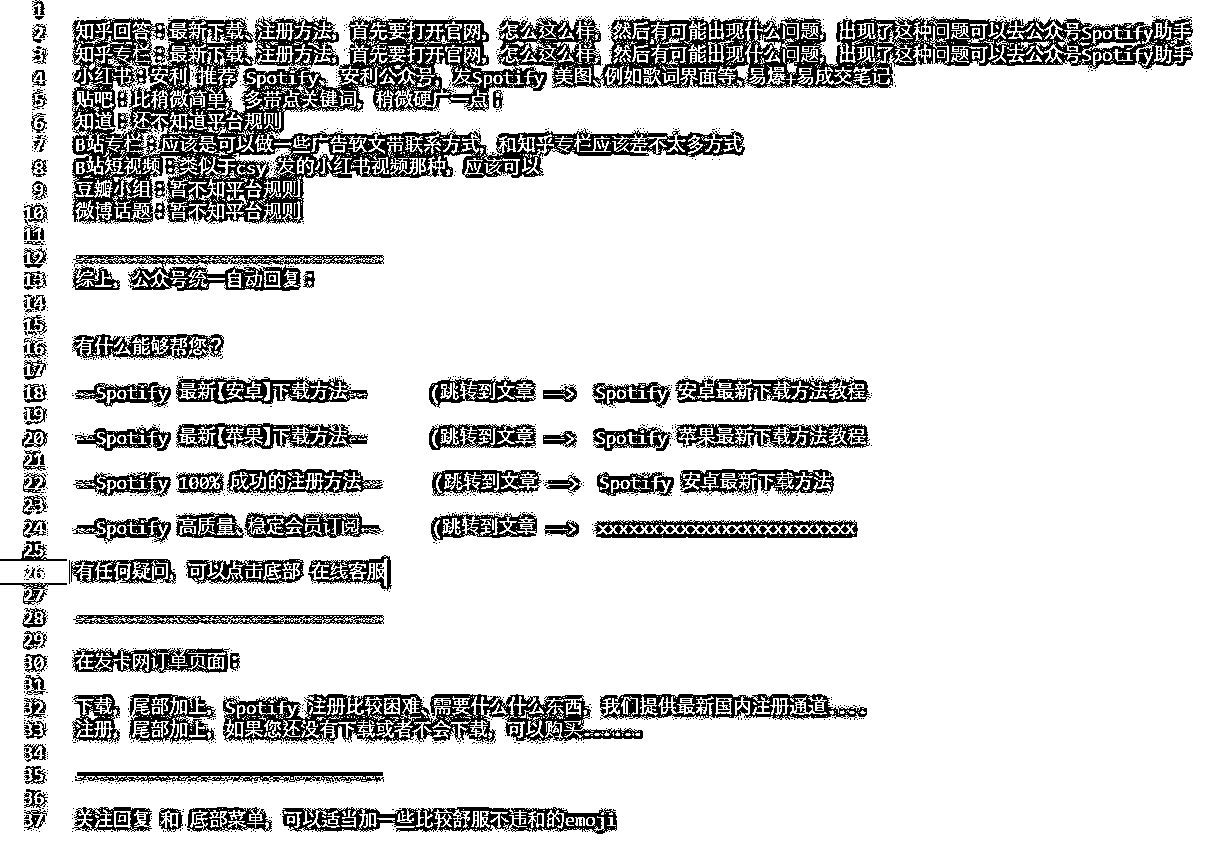 1
2 知乎回答：最新下载、注册方法，首先要打开官网，怎么这么样，然后有可能出现什么问题，出现了这种问题可以去公众号Spotify助手
3 知乎专栏：最新下载、注册方法，首先要打开官网，怎么这么样，然后有可能出现什么问题，出现了这种问题可以去公众号Spotify助手
4 小红书：安利 推荐 Spotify、安利公众号，发Spotify 美图、例如歌词界面等、易爆+易成交笔记
5 贴吧：比稍微简单，多带点关键词，稍微硬广一点；
6 知道：还不知道平台规则
7 B站专栏：应该是可以做一些广告软文带联系方式，和知乎专栏应该差不太多方式
8 B站短视频：类似于csy 发的小红书视频那种，应该可以
9 豆瓣小组：暂不知平台规则
10 微博话题：暂不知平台规则
11
12
13 综上，公众号统一自动回复：
14
15
16 有什么能够帮您？
17
18 —Spotify 最新【安卓】下载方法— (跳转到文章 ——> Spotify 安卓最新下载方法教程
19
20 —Spotify 最新【苹果】下载方法— (跳转到文章 ——> Spotify 苹果最新下载方法教程
21
22 —Spotify 100% 成功的注册方法— (跳转到文章 ——> Spotify 安卓最新下载方法
23
24 —Spotify 高质量、稳定会员订阅— (跳转到文章 ——> xxxxxxxxxxxxxxxxxxxxxxxxxxxx
25
26 有任何疑问，可以点击底部 在线客服
27
28
29
30 在发卡网订单页面：
31
32 下载，尾部加上，Spotify 注册比较困难、需要什么什么东西，我们提供最新国内注册通道....
33 注册，尾部加上，如果您还没有下载或者不会下载，可以购买......
34
35
36
37 关注回复 和 底部菜单，可以适当加一些比较舒服不违和的emoji